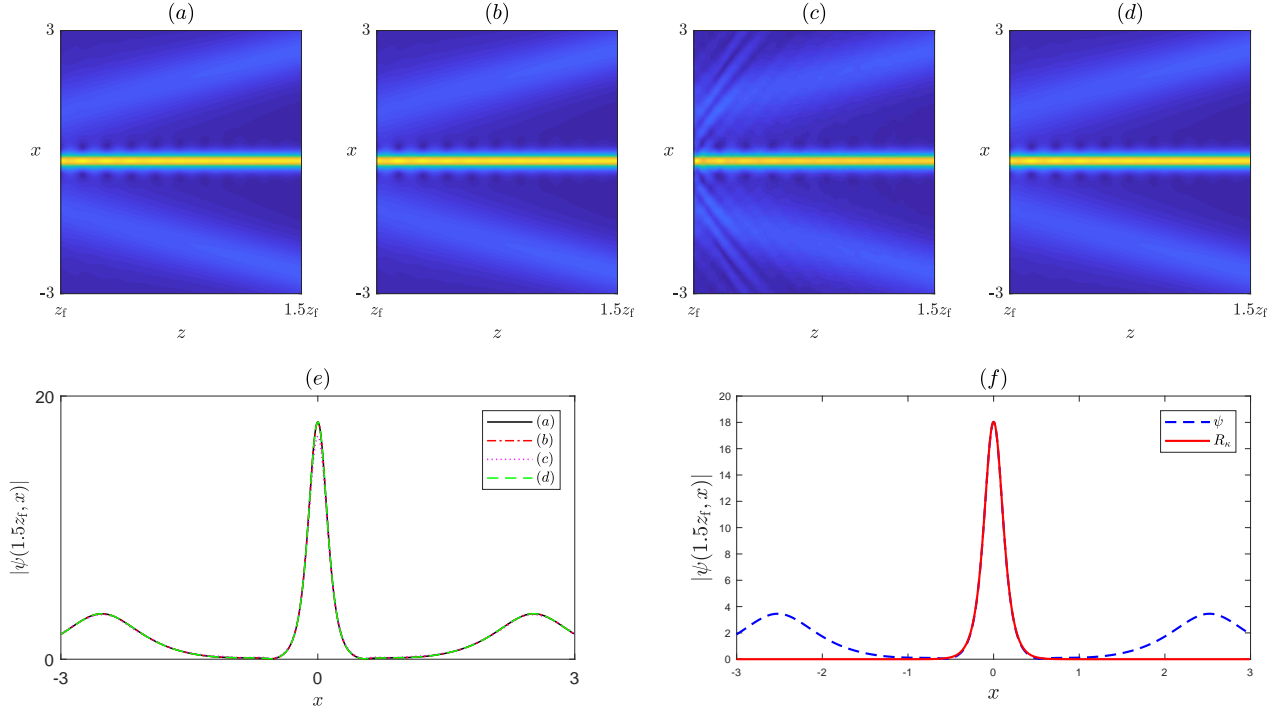 (a)
(b)
(c)
(d)
3
x
-3
z_f
1.5z_f
z
3
x
-3
z_f
1.5z_f
z
3
x
-3
z_f
1.5z_f
z
3
x
-3
z_f
1.5z_f
z
(e)
20
0
-3
0
3
|ψ(1.5z_f, x)|
x
(a)
(b)
(c)
(d)
(f)
20
18
16
14
12
10
8
6
4
2
0
-3
-2
-1
0
1
2
3
|ψ(1.5z_f, x)|
x
ψ
R_κ